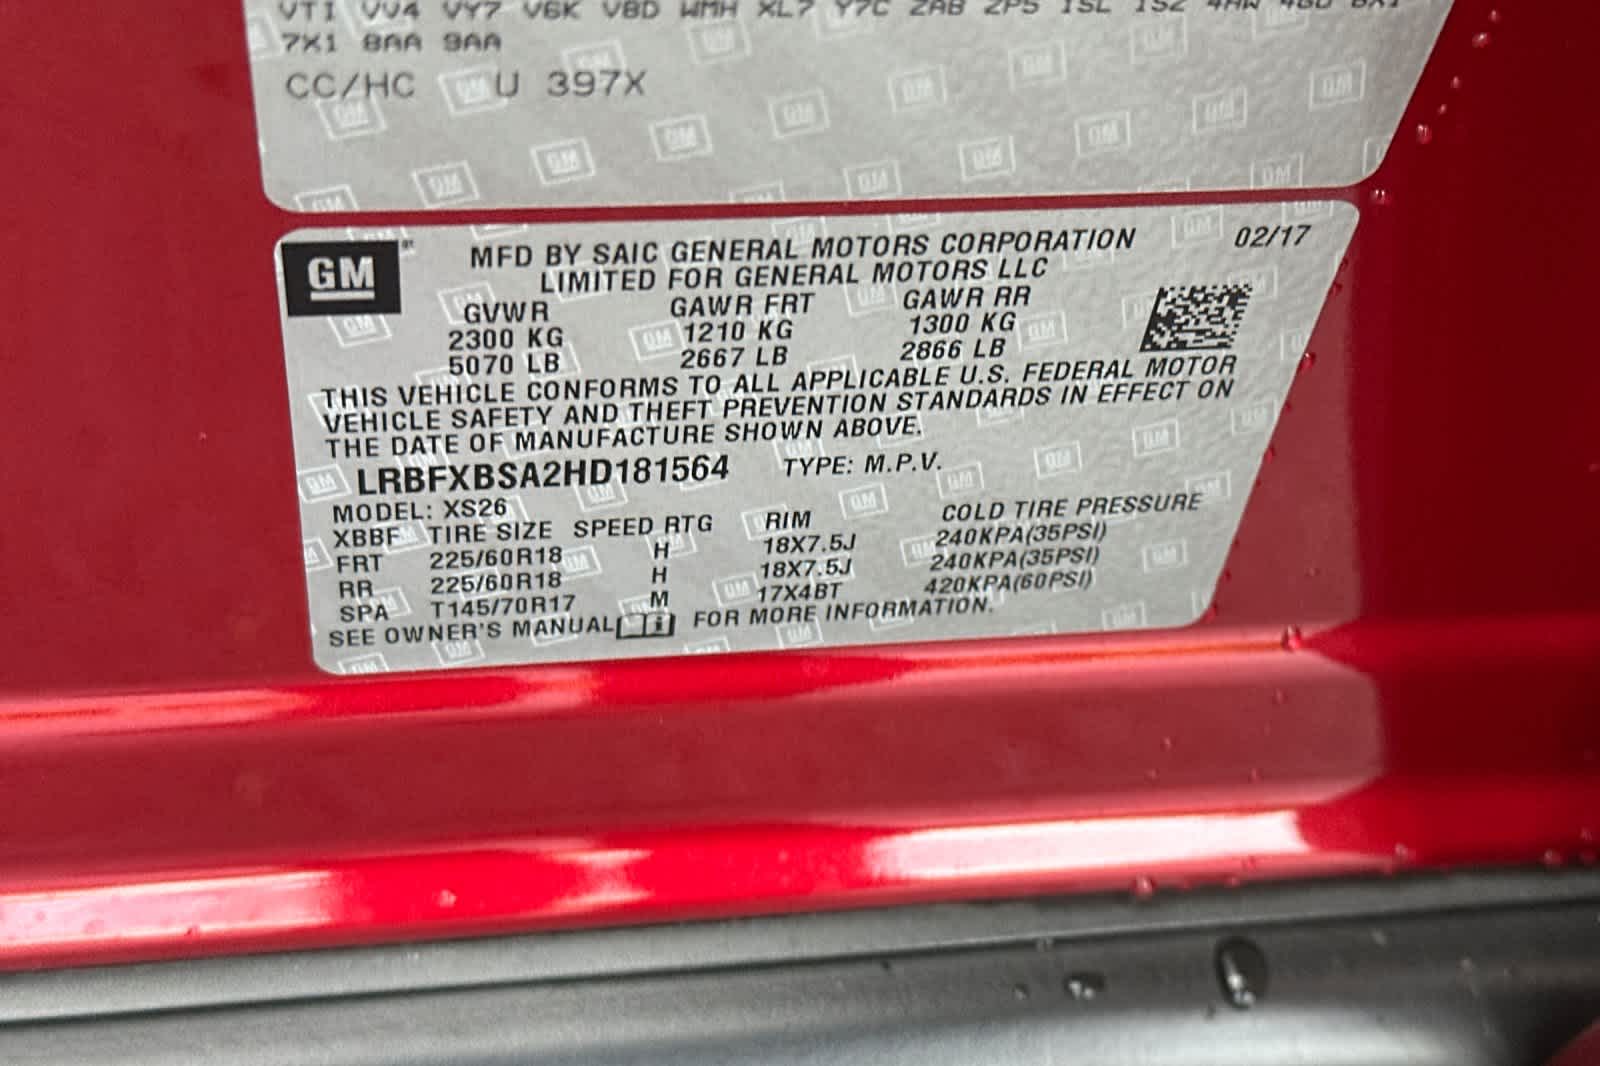 VTI VV4 VY7 V6K V8D WMH XL7 Y7C ZAB ZP5 1SL 1SZ 4AW
7X1 8AA 9AA
CC/HC U 397X
GM
MFD BY SAIC GENERAL MOTORS CORPORATION 02/17
LIMITED FOR GENERAL MOTORS LLC
GVWR GAWR FRT GAWR RR
2300 KG 1210 KG 1300 KG
5070 LB 2667 LB 2866 LB
THIS VEHICLE CONFORMS TO ALL APPLICABLE U.S. FEDERAL MOTOR
VEHICLE SAFETY AND THEFT PREVENTION STANDARDS IN EFFECT ON
THE DATE OF MANUFACTURE SHOWN ABOVE.
LRBFXBSA2HD181564 TYPE: M.P.V.
MODEL: XS26
XBBF TIRE SIZE SPEED RTG RIM COLD TIRE PRESSURE
FRT 225/60R18 H 18X7.5J 240KPA(35PSI)
RR 225/60R18 H 18X7.5J 240KPA(35PSI)
SPA T145/70R17 M 17X4BT 420KPA(60PSI)
SEE OWNER'S MANUAL FOR MORE INFORMATION.